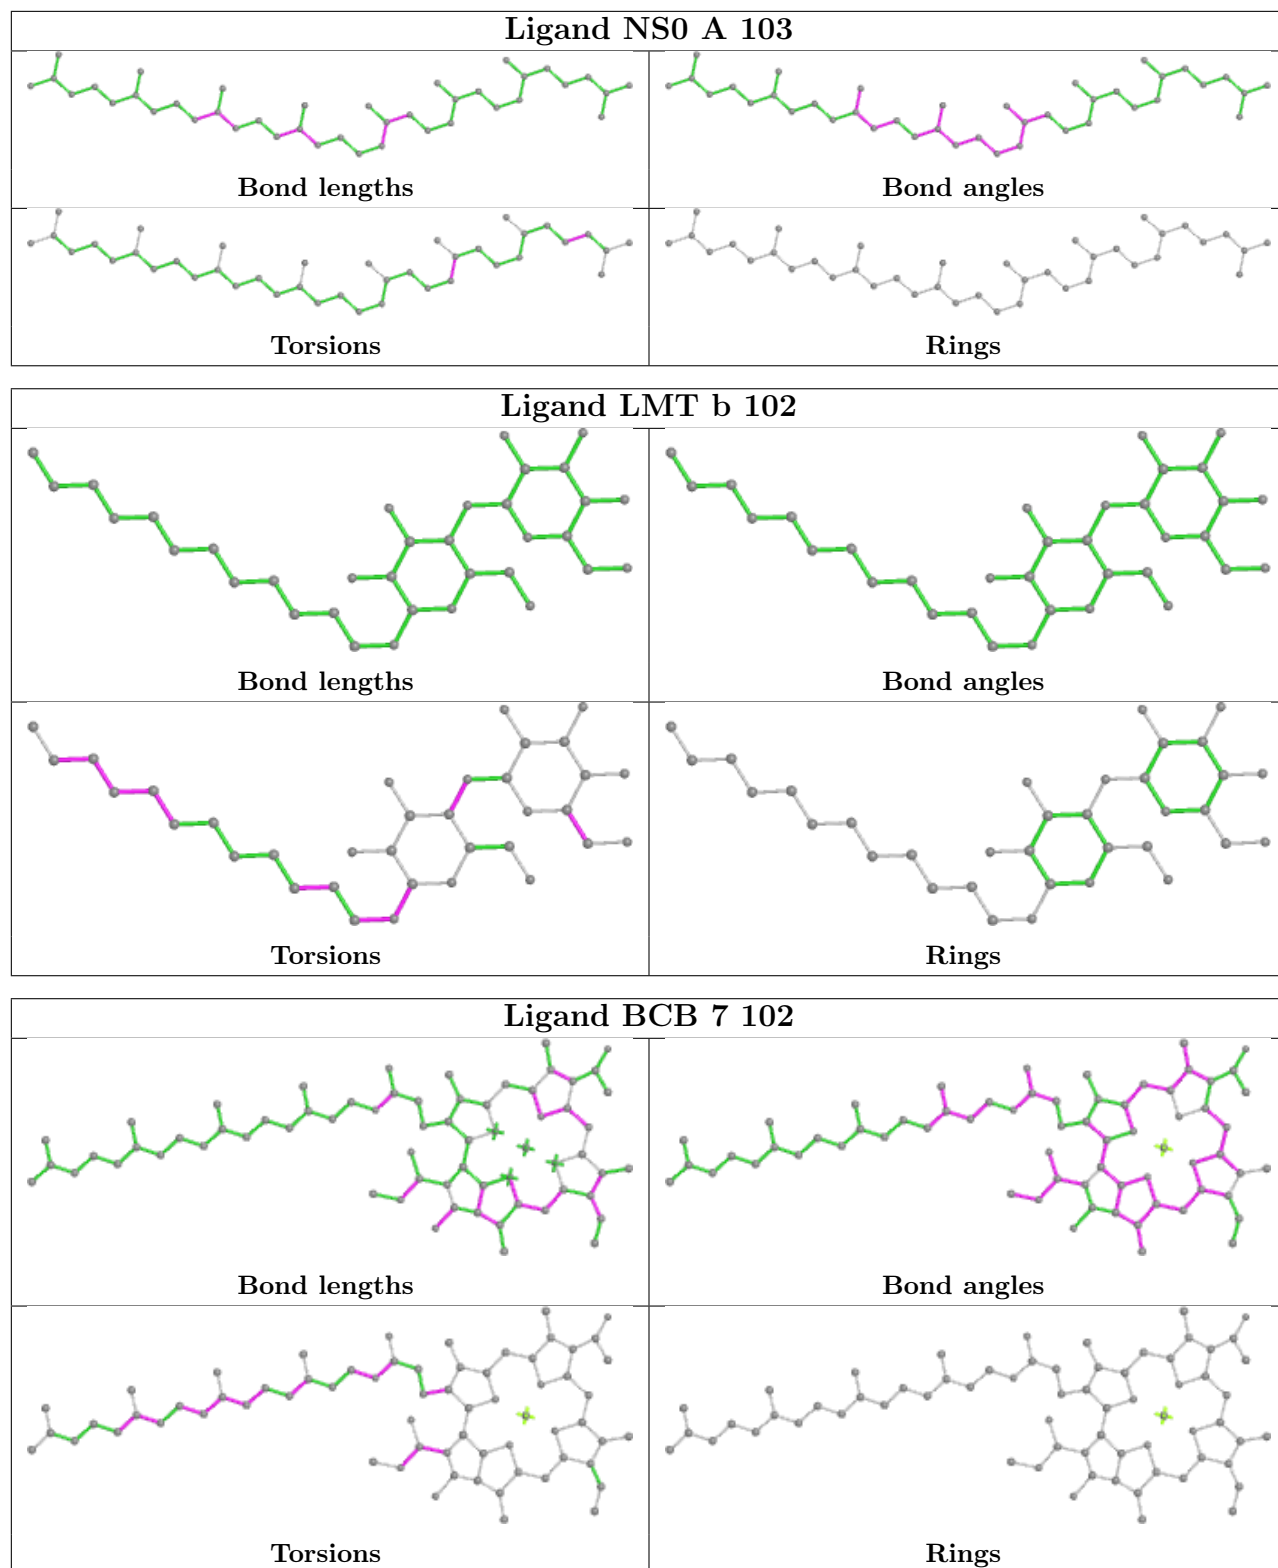 Ligand NS0 A 103
Bond lengths
Bond angles
Torsions
Rings
Ligand LMT b 102
Bond lengths
Bond angles
Torsions
Rings
Ligand BCB 7 102
Bond lengths
Bond angles
Torsions
Rings